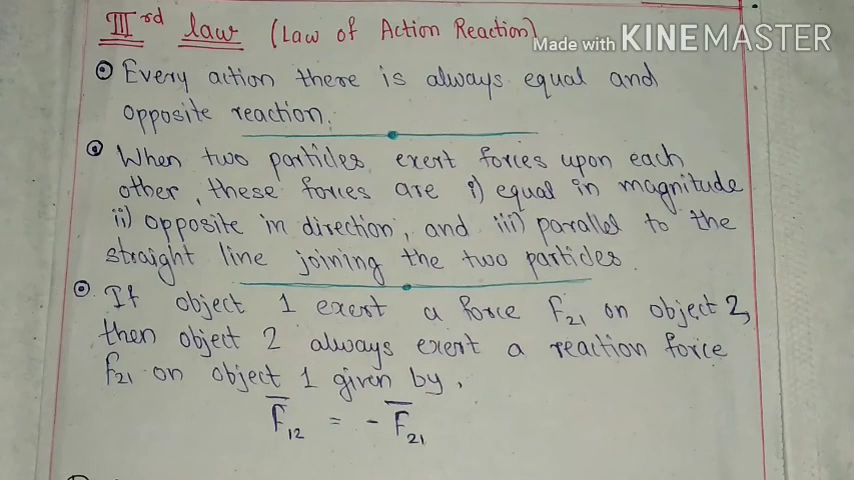 IIIrd law (Law of Action Reaction)
Made with KINEMASTER
Every action there is always equal and
opposite reaction.
When two particles exert forces upon each
other, these forces are i) equal in magnitude
ii) opposite in direction, and iii) parallel to the
straight line joining the two particles.
If object 1 exert a force F21 on object 2,
then object 2 always exert a reaction force
F21 on object 1 given by,
F̅12 = - F̅21